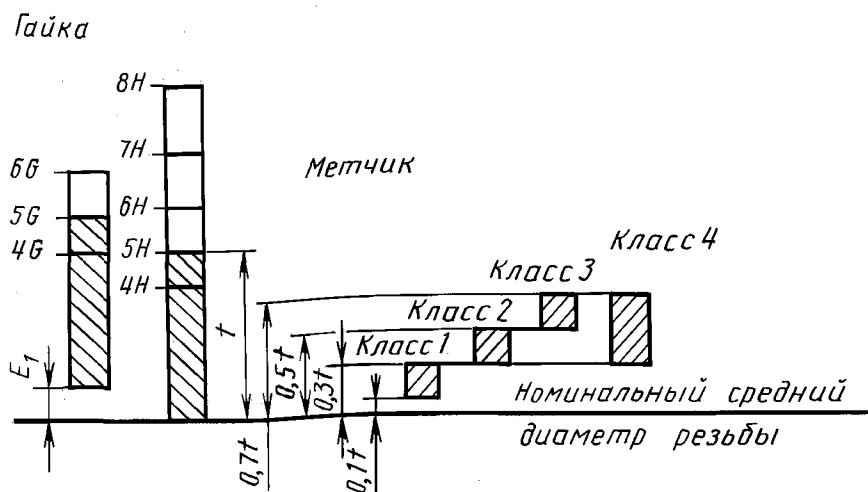 Гайка
8H
7H
6H
5H
4H
6G
5G
4G
E₁
Метчик
t
0,7t
0,5t
0,3t
0,1t
Класс 1
Класс 2
Класс 3
Класс 4
Номинальный средний
диаметр резьбы